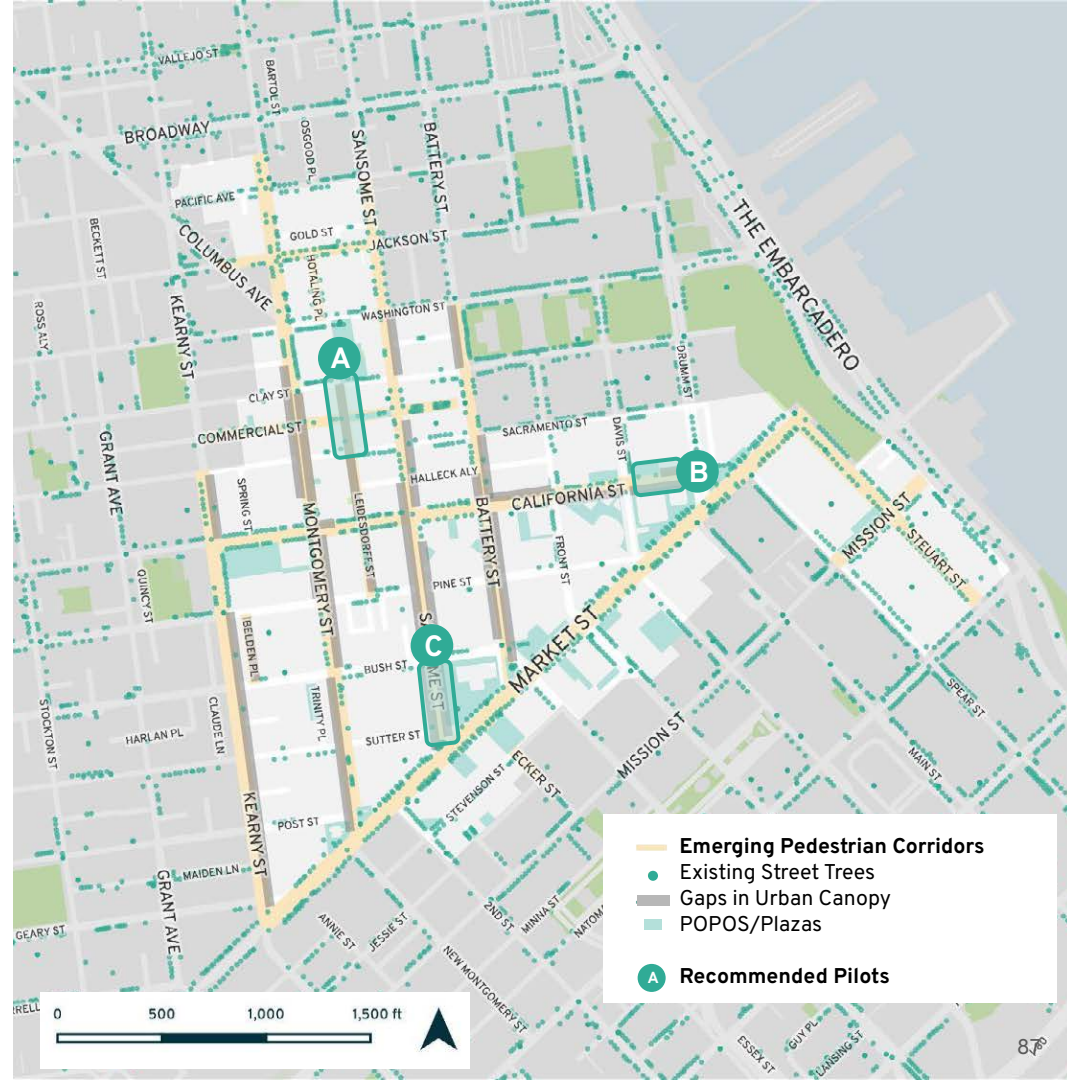 VALLEJO ST
BARTOL ST
BROADWAY
OSGOOD PL
SANSOME ST
BATTERY ST
PACIFIC AVE
BECKETT ST
COLUMBUS AVE
GOLD ST
JACKSON ST
HOTALING PL
THE EMBARCADERO
ROSS ALY
KEARNY ST
WASHINGTON ST
A
DRUMM ST
CLAY ST
COMMERCIAL ST
SACRAMENTO ST
DAVIS ST
GRANT AVE
SPRING ST
HALLECK ALY
B
CALIFORNIA ST
LEIDESDORFF ST
MONTGOMERY ST
BATTERY ST
FRONT ST
MISSION ST
STEUART ST
QUINCY ST
PINE ST
BELDEN PL
SA
C
ME ST
BUSH ST
MARKET ST
STOCKTON ST
CLAUDE LN
TRINITY PL
HARLAN PL
SUTTER ST
SPEAR ST
MAIN ST
MISSION ST
ECKER ST
STEVENSON ST
KEARNY ST
POST ST
MAIDEN LN
GRANT AVE
GEARY ST
ANNIE ST
JESSIE ST
2ND ST
MINNA ST
NATOM
NEW MONTGOMERY ST
RRELL
ESSEX ST
GUY PL
LANSING ST
Emerging Pedestrian Corridors
Existing Street Trees
Gaps in Urban Canopy
POPOS/Plazas
A Recommended Pilots
0 500 1,000 1,500 ft
87